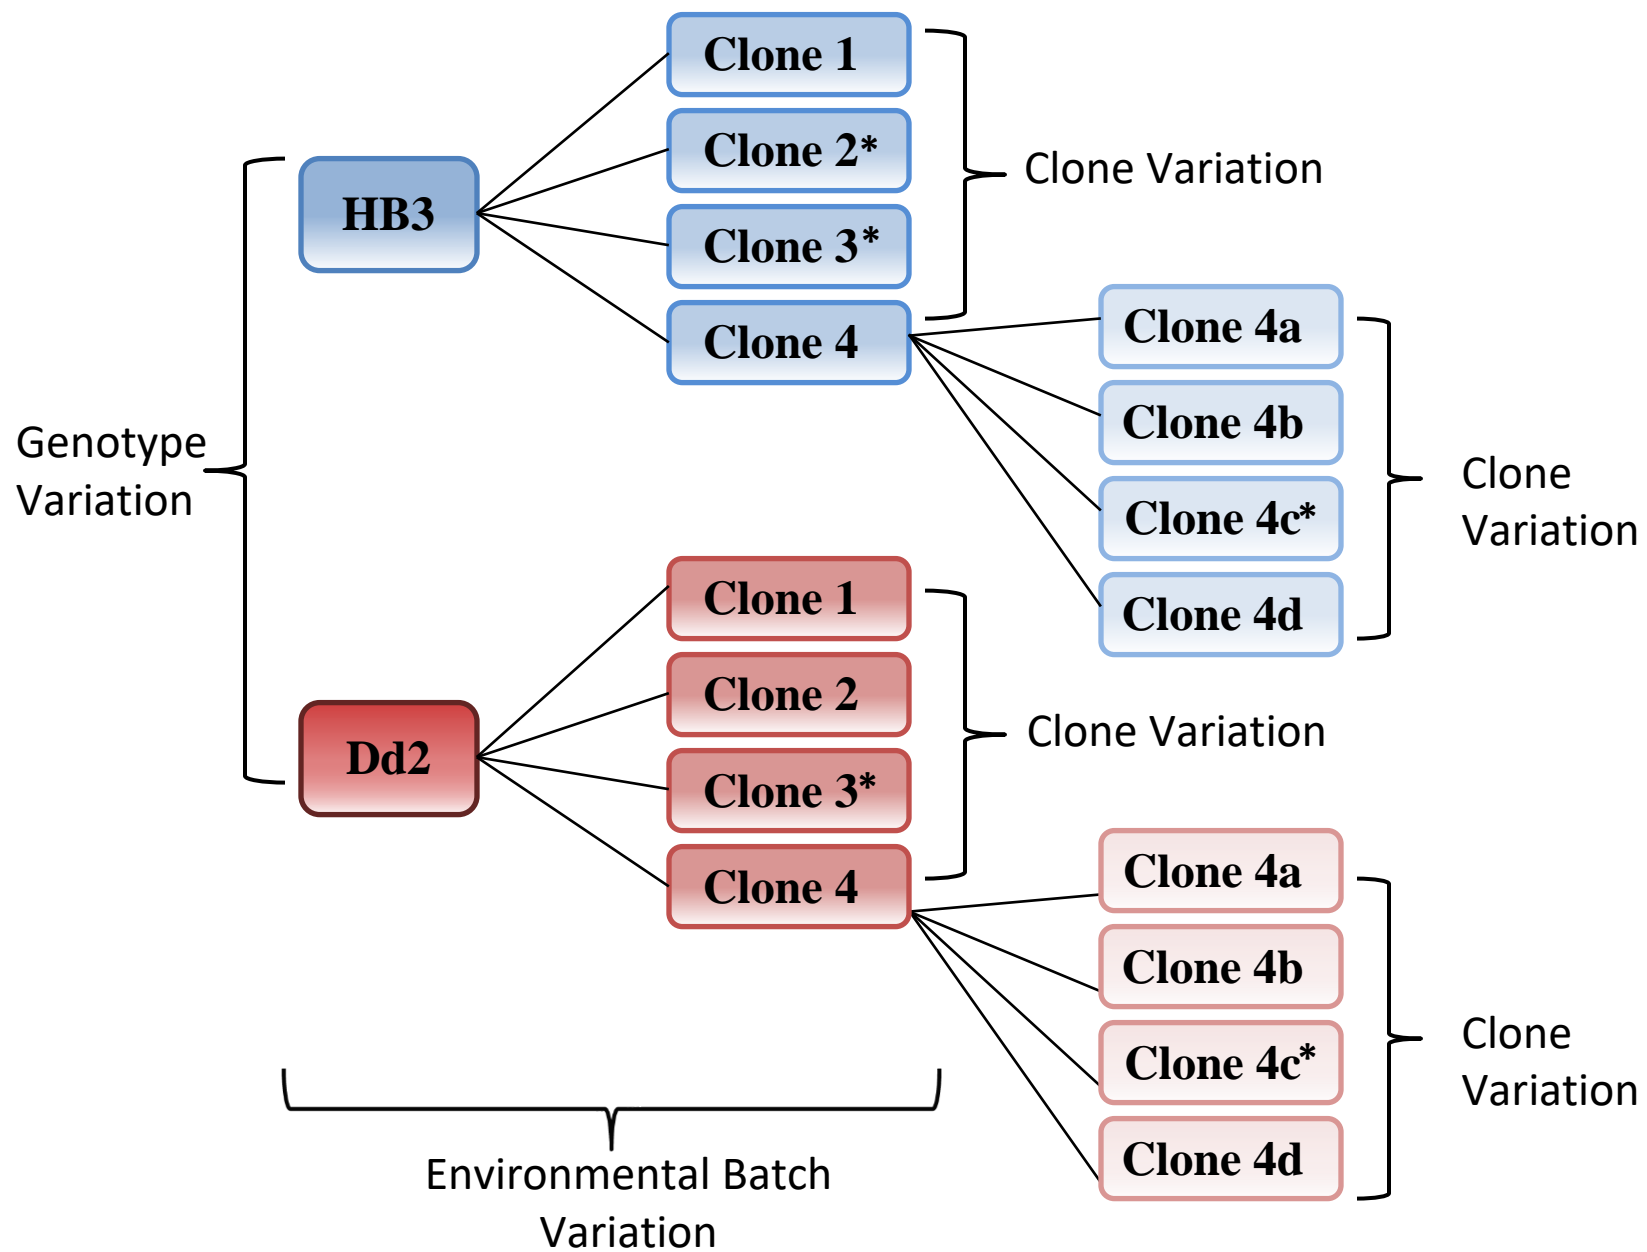 Clone 1
Clone 2*
Clone 3*
Clone 4
Clone Variation
HB3
Clone 4a
Clone 4b
Clone 4c*
Clone 4d
Clone
Variation
Genotype
Variation
Clone 1
Clone 2
Clone 3*
Clone 4
Clone Variation
Dd2
Clone 4a
Clone 4b
Clone 4c*
Clone 4d
Clone
Variation
Environmental Batch
Variation